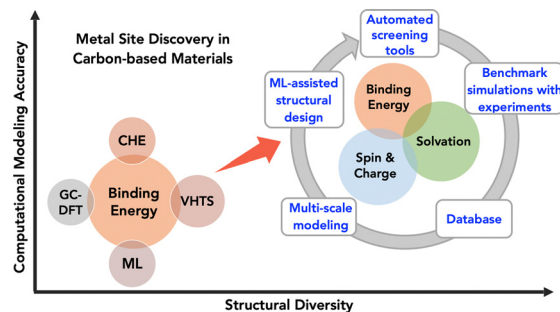 Computational Modeling Accuracy
Metal Site Discovery in
Carbon-based Materials
CHE
GC-
DFT
Binding
Energy
VHTS
ML
Automated
screening tools
ML-assisted
structural
design
Benchmark
simulations with
experiments
Binding
Energy
Solvation
Spin &
Charge
Multi-scale
modeling
Database
Structural Diversity